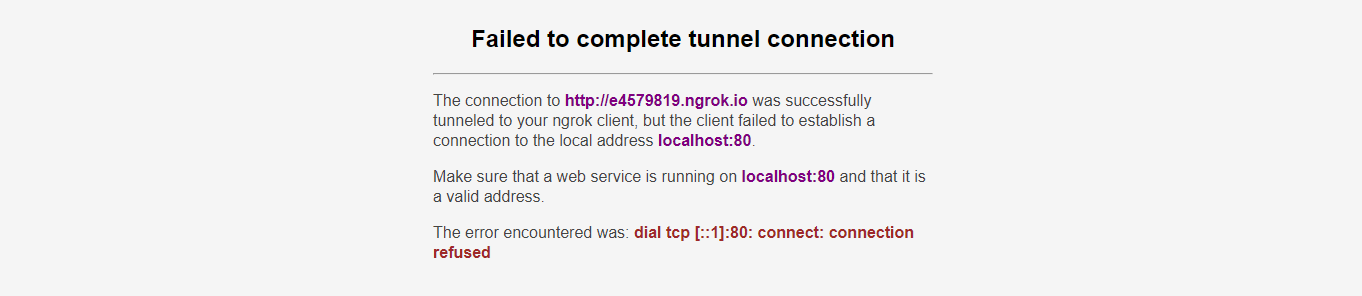 Failed to complete tunnel connection
The connection to http://e4579819.ngrok.io was successfully
tunneled to your ngrok client, but the client failed to establish a
connection to the local address localhost:80.
Make sure that a web service is running on localhost:80 and that it is
a valid address.
The error encountered was: dial tcp [::1]:80: connect: connection
refused